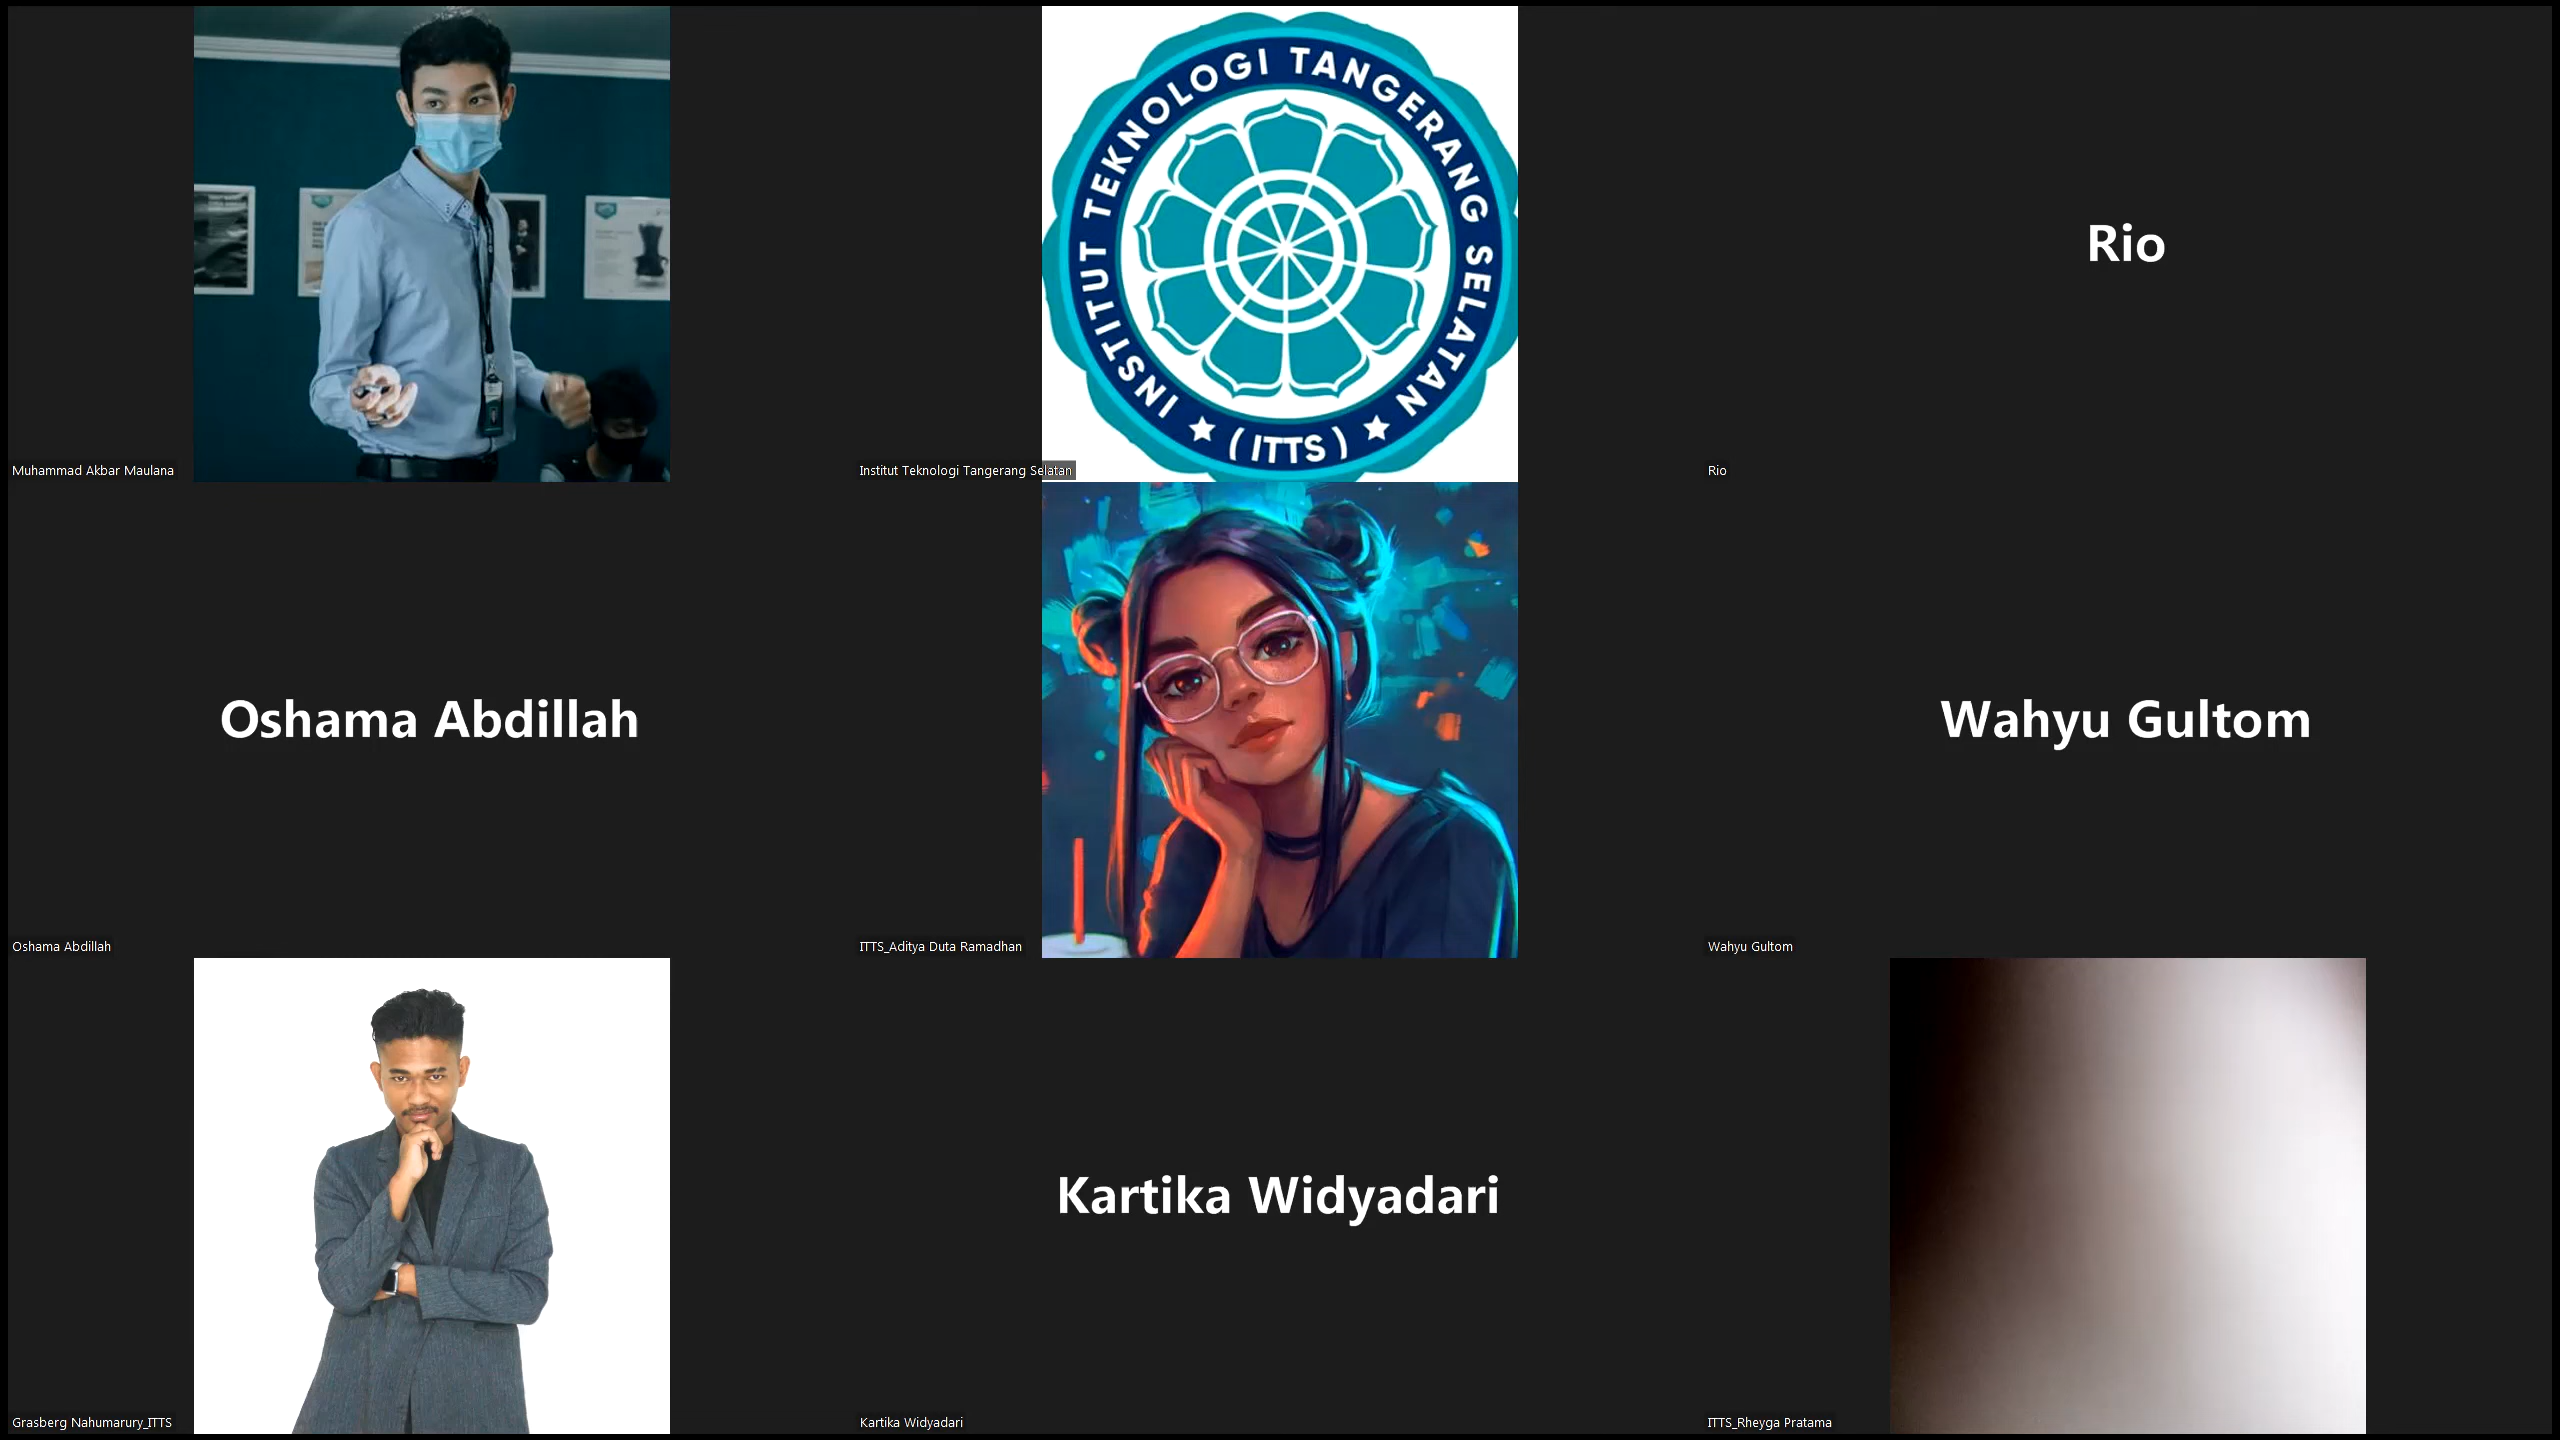 INSTITUT TEKNOLOGI TANGERANG SELATAN
(ITTS)
Rio
Muhammad Akbar Maulana
Institut Teknologi Tangerang Selatan
Rio
Oshama Abdillah
Wahyu Gultom
Oshama Abdillah
ITTS_Aditya Duta Ramadhan
Wahyu Gultom
Kartika Widyadari
Grasberg Nahumarury_ITTS
Kartika Widyadari
ITTS_Rheyga Pratama